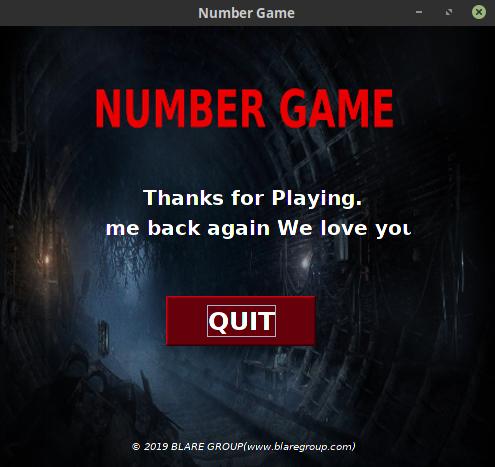 Number Game
NUMBER GAME
Thanks for Playing.
me back again We love you
QUIT
© 2019 BLARE GROUP(www.blaregroup.com)